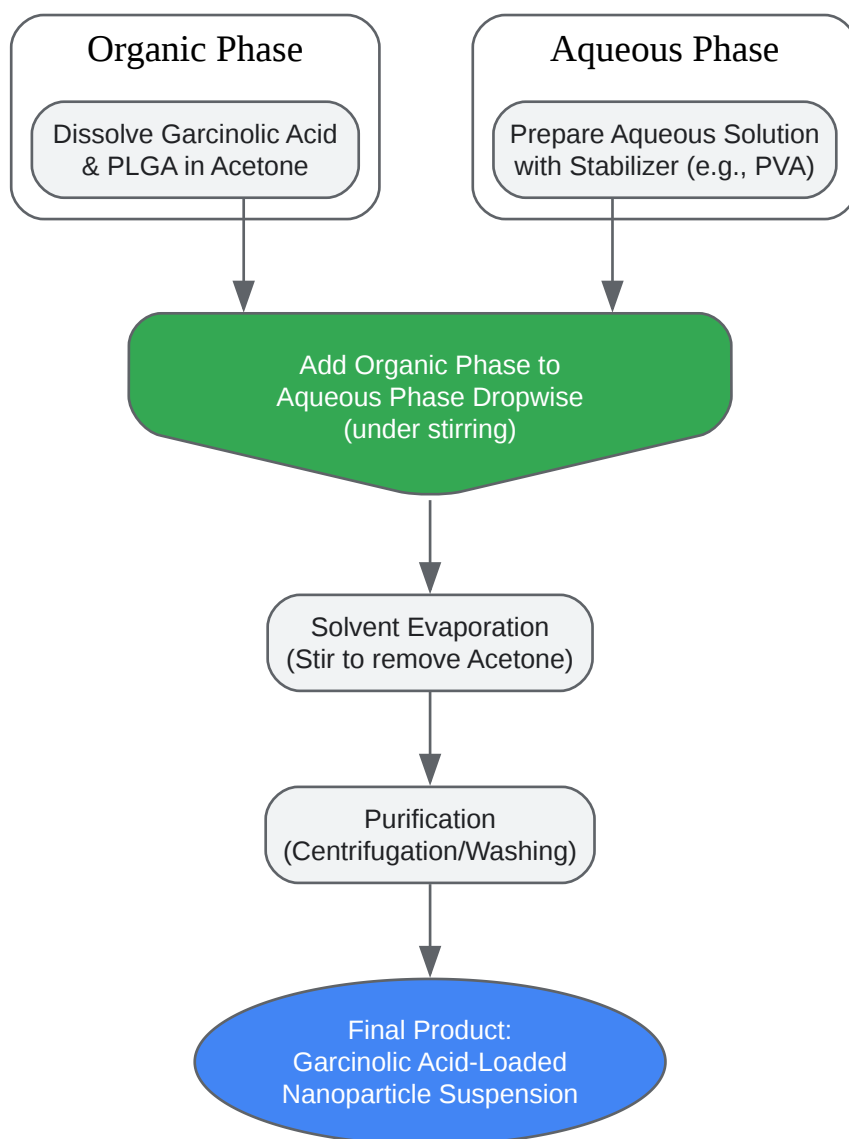 Organic Phase
Dissolve Garcinolic Acid
& PLGA in Acetone
Aqueous Phase
Prepare Aqueous Solution
with Stabilizer (e.g., PVA)
Add Organic Phase to
Aqueous Phase Dropwise
(under stirring)
Solvent Evaporation
(Stir to remove Acetone)
Purification
(Centrifugation/Washing)
Final Product:
Garcinolic Acid-Loaded
Nanoparticle Suspension